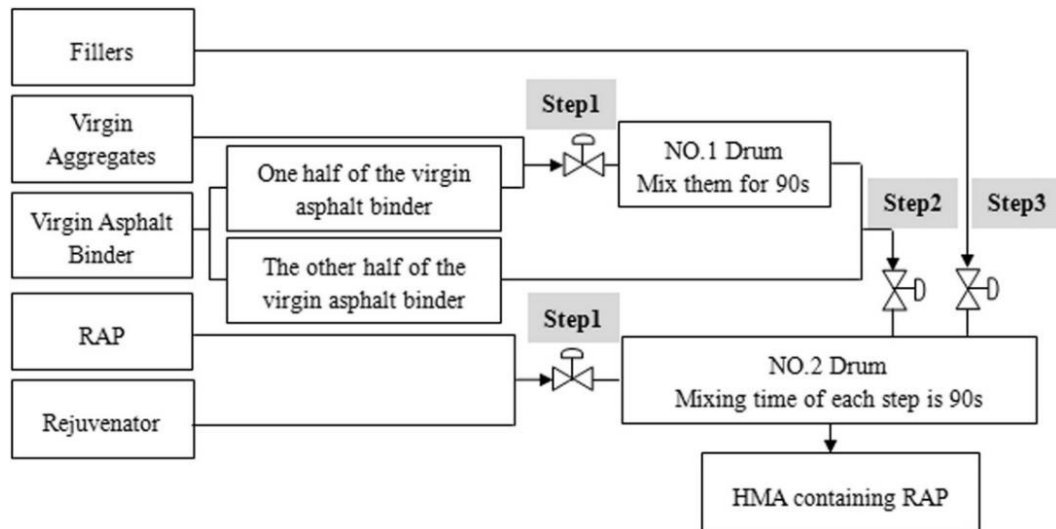 Fillers
Step1
Virgin
Aggregates
NO.1 Drum
Mix them for 90s
One half of the virgin
asphalt binder
Step2
Step3
Virgin Asphalt
Binder
The other half of the
virgin asphalt binder
RAP
Step1
NO.2 Drum
Mixing time of each step is 90s
Rejuvenator
HMA containing RAP